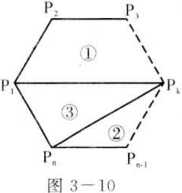 P₂ P₃
①
P₁ Pₖ
③
②
Pₙ Pₙ₋₁
图 3-10